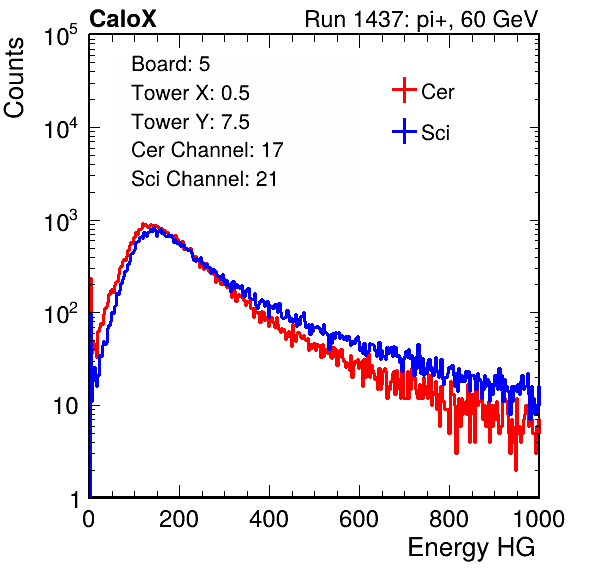 CaloX Run 1437: pi+, 60 GeV
Board: 5
Tower X: 0.5
Tower Y: 7.5
Cer Channel: 17
Sci Channel: 21
Cer
Sci
Counts
10^5
10^4
10^3
10^2
10
1
0 200 400 600 800 1000
Energy HG